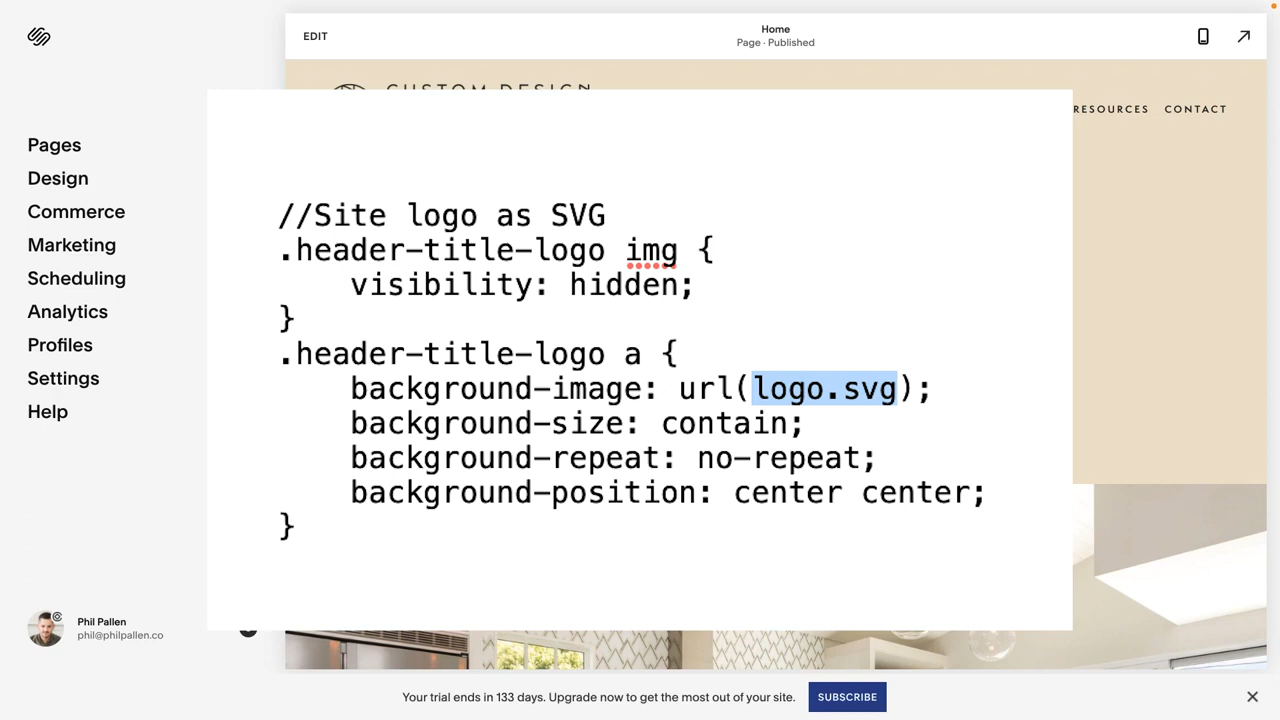 EDIT
Home
Page · Published
CUSTOM DESIGN
RESOURCES CONTACT
Pages
Design
Commerce
Marketing
Scheduling
Analytics
Profiles
Settings
Help
//Site logo as SVG
.header-title-logo img {
    visibility: hidden;
}
.header-title-logo a {
    background-image: url(logo.svg);
    background-size: contain;
    background-repeat: no-repeat;
    background-position: center center;
}
Phil Pallen
phil@philpallen.co
Your trial ends in 133 days. Upgrade now to get the most out of your site.
SUBSCRIBE